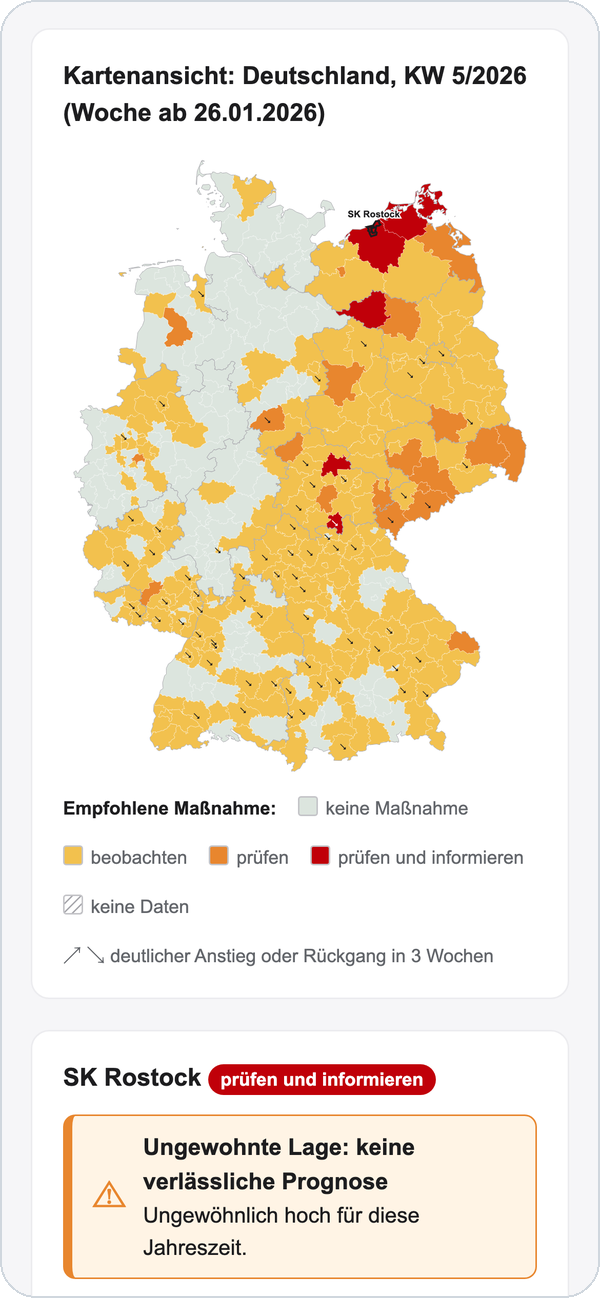 Kartenansicht: Deutschland, KW 5/2026
(Woche ab 26.01.2026)
SK Rostock
Empfohlene Maßnahme: keine Maßnahme
beobachten prüfen prüfen und informieren
keine Daten
↗ ↘ deutlicher Anstieg oder Rückgang in 3 Wochen
SK Rostock prüfen und informieren
Ungewohnte Lage: keine
verlässliche Prognose
Ungewöhnlich hoch für diese
Jahreszeit.